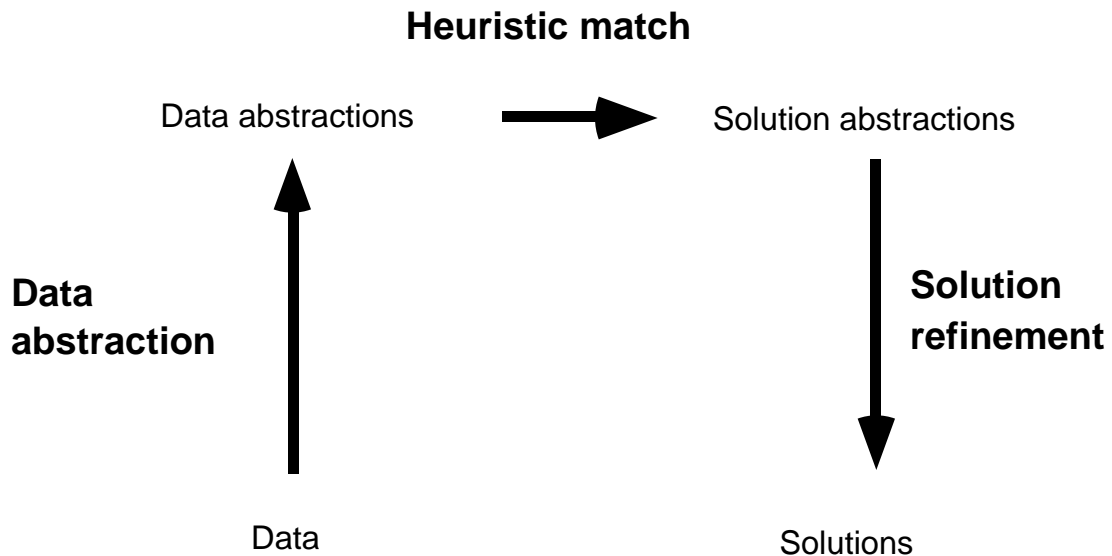 Heuristic match
Data abstractions
Solution abstractions
Data
abstraction
Solution
refinement
Data
Solutions